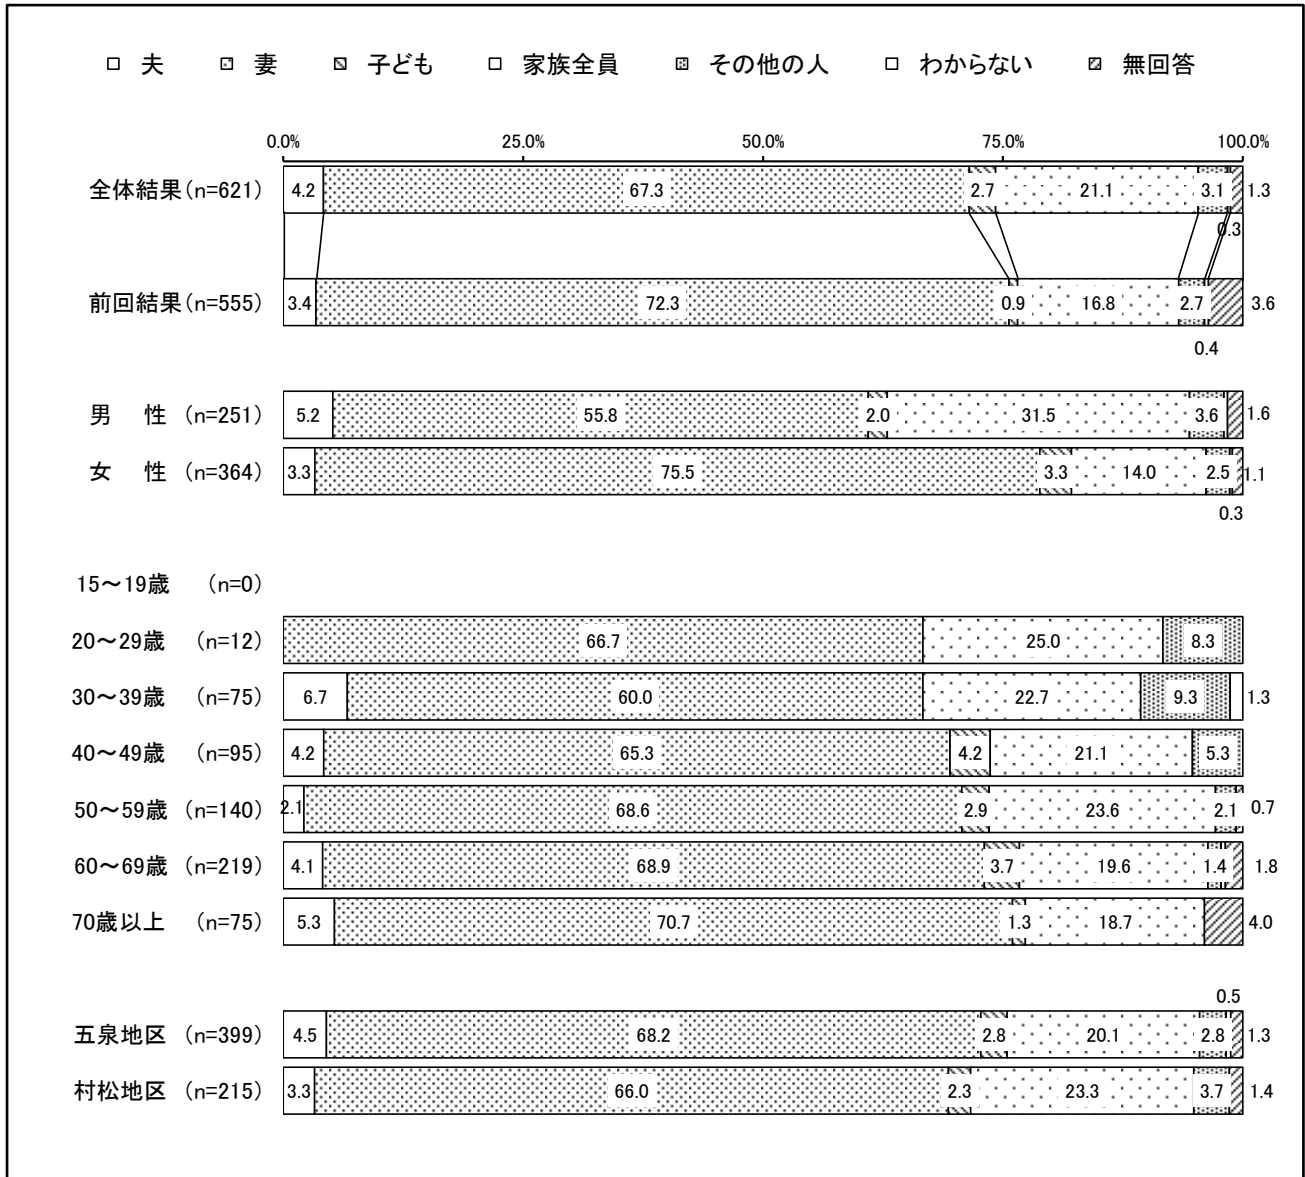 夫 妻 子ども 家族全員 その他の人 わからない 無回答
0.0% 25.0% 50.0% 75.0% 100.0%
全体結果(n=621) 4.2 67.3 2.7 21.1 3.1 1.3
0.3
前回結果(n=555) 3.4 72.3 0.9 16.8 2.7 3.6
0.4
男 性 (n=251) 5.2 55.8 2.0 31.5 3.6 1.6
女 性 (n=364) 3.3 75.5 3.3 14.0 2.5 1.1
0.3
15～19歳 (n=0)
20～29歳 (n=12) 66.7 25.0 8.3
30～39歳 (n=75) 6.7 60.0 22.7 9.3 1.3
40～49歳 (n=95) 4.2 65.3 4.2 21.1 5.3
50～59歳 (n=140) 2.1 68.6 2.9 23.6 2.1 0.7
60～69歳 (n=219) 4.1 68.9 3.7 19.6 1.4 1.8
70歳以上 (n=75) 5.3 70.7 1.3 18.7 4.0
0.5
五泉地区 (n=399) 4.5 68.2 2.8 20.1 2.8 1.3
村松地区 (n=215) 3.3 66.0 2.3 23.3 3.7 1.4